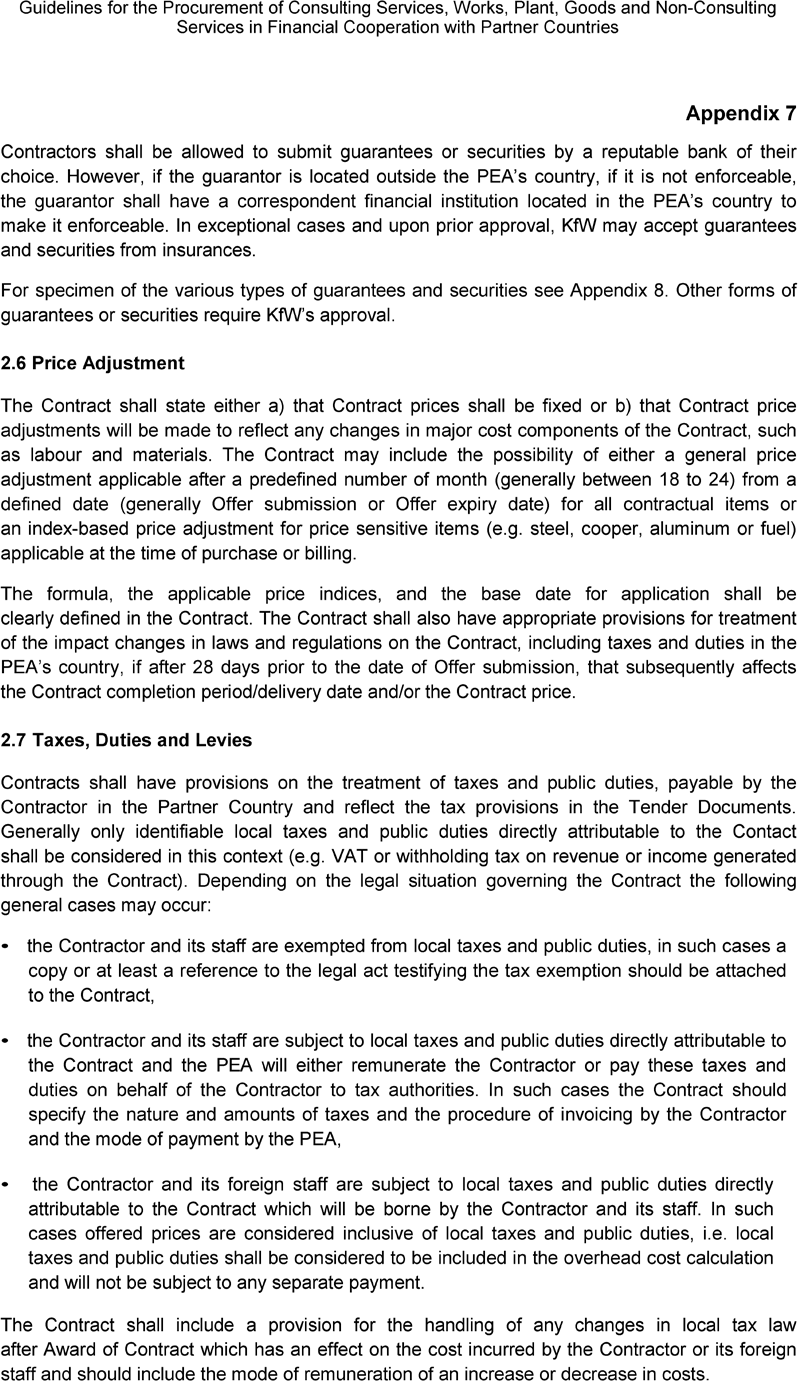 Guidelines for the Procurement of Consulting Services, Works, Plant, Goods and Non-Consulting
Services in Financial Cooperation with Partner Countries
Appendix 7
Contractors shall be allowed to submit guarantees or securities by a reputable bank of their
choice. However, if the guarantor is located outside the PEA's country, if it is not enforceable,
the guarantor shall have a correspondent financial institution located in the PEA's country to
make it enforceable. In exceptional cases and upon prior approval, KfW may accept guarantees
and securities from insurances.
For specimen of the various types of guarantees and securities see Appendix 8. Other forms of
guarantees or securities require KfW's approval.
2.6 Price Adjustment
The Contract shall state either a) that Contract prices shall be fixed or b) that Contract price
adjustments will be made to reflect any changes in major cost components of the Contract, such
as labour and materials. The Contract may include the possibility of either a general price
adjustment applicable after a predefined number of month (generally between 18 to 24) from a
defined date (generally Offer submission or Offer expiry date) for all contractual items or
an index-based price adjustment for price sensitive items (e.g. steel, cooper, aluminum or fuel)
applicable at the time of purchase or billing.
The formula, the applicable price indices, and the base date for application shall be
clearly defined in the Contract. The Contract shall also have appropriate provisions for treatment
of the impact changes in laws and regulations on the Contract, including taxes and duties in the
PEA's country, if after 28 days prior to the date of Offer submission, that subsequently affects
the Contract completion period/delivery date and/or the Contract price.
2.7 Taxes, Duties and Levies
Contracts shall have provisions on the treatment of taxes and public duties, payable by the
Contractor in the Partner Country and reflect the tax provisions in the Tender Documents.
Generally only identifiable local taxes and public duties directly attributable to the Contact
shall be considered in this context (e.g. VAT or withholding tax on revenue or income generated
through the Contract). Depending on the legal situation governing the Contract the following
general cases may occur:
• the Contractor and its staff are exempted from local taxes and public duties, in such cases a
copy or at least a reference to the legal act testifying the tax exemption should be attached
to the Contract,
• the Contractor and its staff are subject to local taxes and public duties directly attributable to
the Contract and the PEA will either remunerate the Contractor or pay these taxes and
duties on behalf of the Contractor to tax authorities. In such cases the Contract should
specify the nature and amounts of taxes and the procedure of invoicing by the Contractor
and the mode of payment by the PEA,
• the Contractor and its foreign staff are subject to local taxes and public duties directly
attributable to the Contract which will be borne by the Contractor and its staff. In such
cases offered prices are considered inclusive of local taxes and public duties, i.e. local
taxes and public duties shall be considered to be included in the overhead cost calculation
and will not be subject to any separate payment.
The Contract shall include a provision for the handling of any changes in local tax law
after Award of Contract which has an effect on the cost incurred by the Contractor or its foreign
staff and should include the mode of remuneration of an increase or decrease in costs.